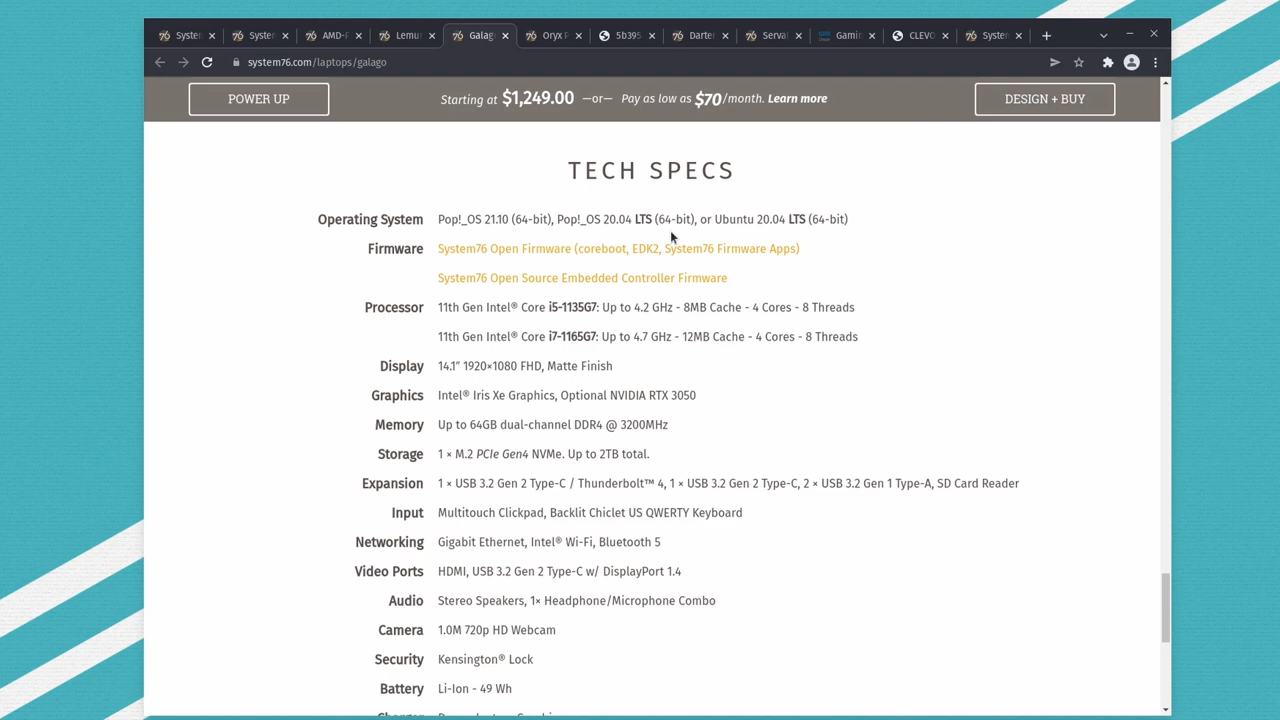 System
System
AMD-F
Lemu
Galag
Oryx P
5b395
Darter
Serval
Gamin
CLEVO
System
system76.com/laptops/galago
POWER UP
Starting at $1,249.00 —or— Pay as low as $70/month. Learn more
DESIGN + BUY
TECH SPECS
Operating System Pop!_OS 21.10 (64-bit), Pop!_OS 20.04 LTS (64-bit), or Ubuntu 20.04 LTS (64-bit)
Firmware System76 Open Firmware (coreboot, EDK2, System76 Firmware Apps)
System76 Open Source Embedded Controller Firmware
Processor 11th Gen Intel® Core i5-1135G7: Up to 4.2 GHz - 8MB Cache - 4 Cores - 8 Threads
11th Gen Intel® Core i7-1165G7: Up to 4.7 GHz - 12MB Cache - 4 Cores - 8 Threads
Display 14.1″ 1920×1080 FHD, Matte Finish
Graphics Intel® Iris Xe Graphics, Optional NVIDIA RTX 3050
Memory Up to 64GB dual-channel DDR4 @ 3200MHz
Storage 1 × M.2 PCIe Gen4 NVMe. Up to 2TB total.
Expansion 1 × USB 3.2 Gen 2 Type-C / Thunderbolt™ 4, 1 × USB 3.2 Gen 2 Type-C, 2 × USB 3.2 Gen 1 Type-A, SD Card Reader
Input Multitouch Clickpad, Backlit Chiclet US QWERTY Keyboard
Networking Gigabit Ethernet, Intel® Wi-Fi, Bluetooth 5
Video Ports HDMI, USB 3.2 Gen 2 Type-C w/ DisplayPort 1.4
Audio Stereo Speakers, 1× Headphone/Microphone Combo
Camera 1.0M 720p HD Webcam
Security Kensington® Lock
Battery Li-Ion - 49 Wh